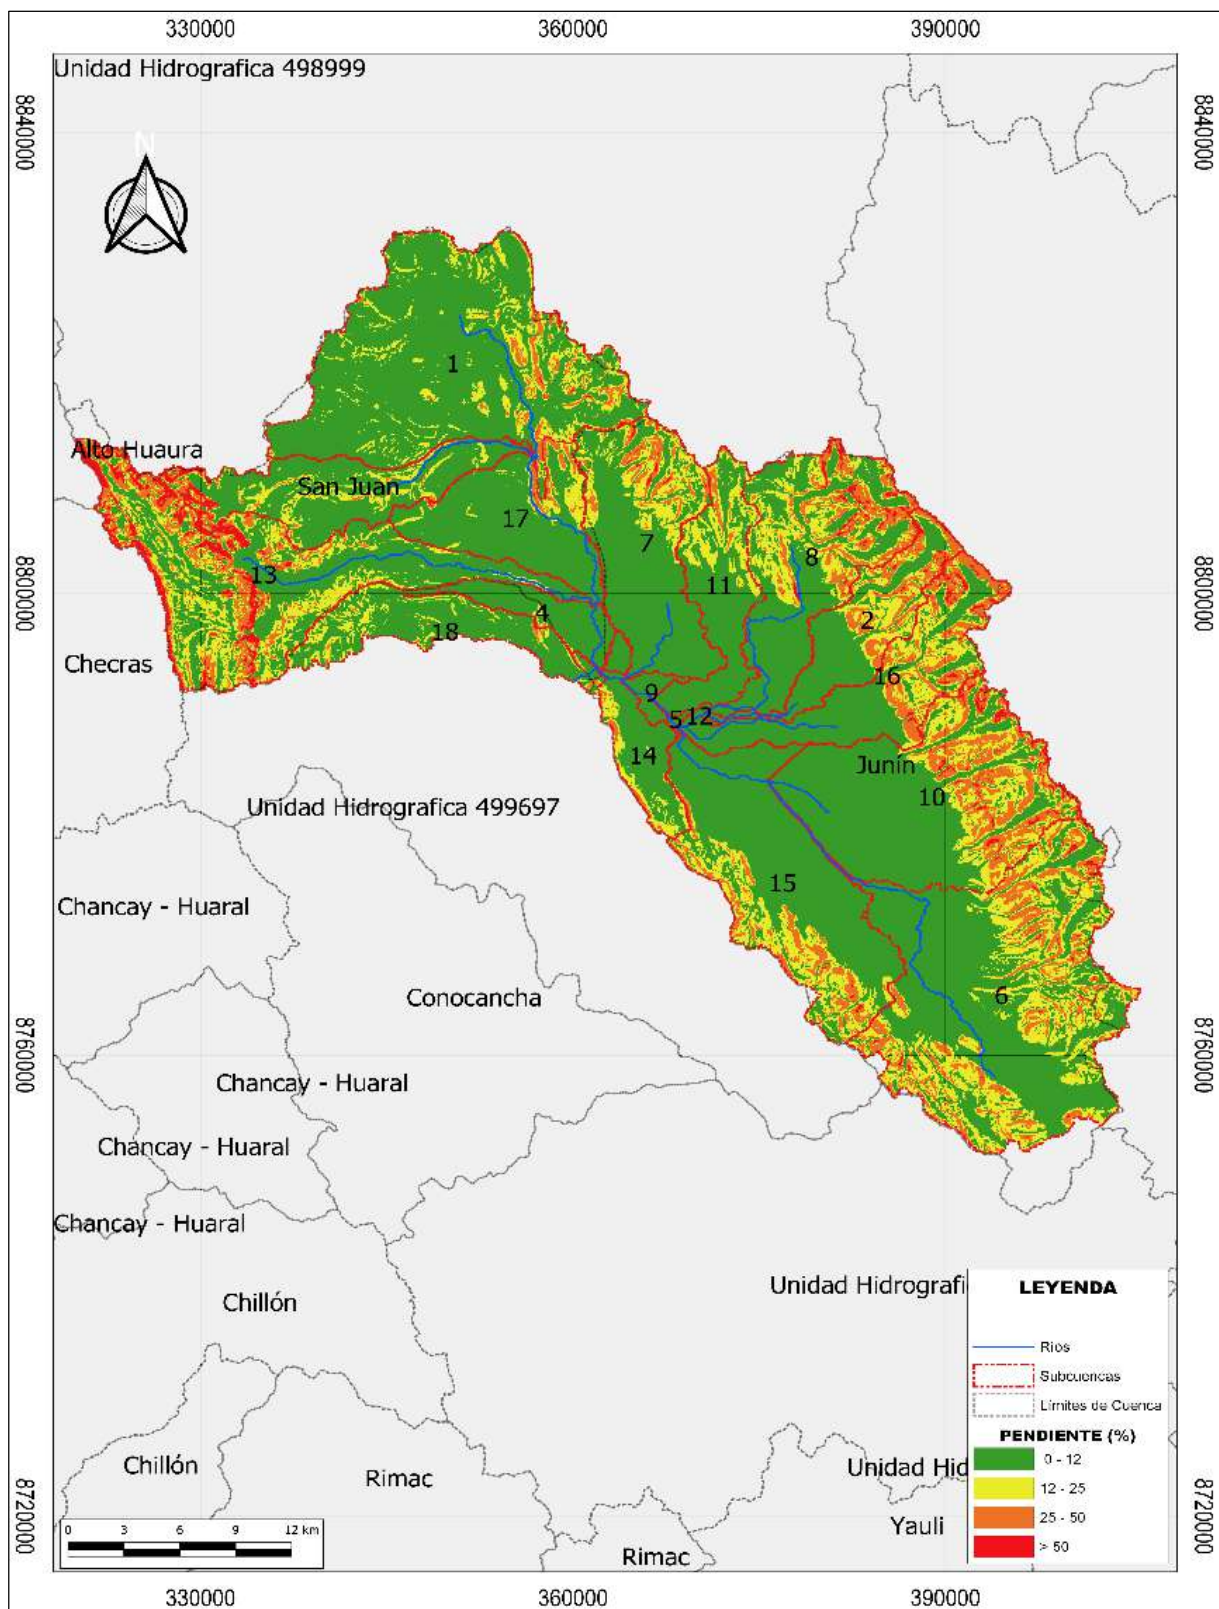 330000 360000 390000
Unidad Hidrografica 498999
8840000 8840000
N
1
Alto Huaura
San Juan
17
7
8
13
11
8800000 8800000
4
2
18
Checras
16
9
5 12
14
Junín
10
Unidad Hidrografica 499697
15
Chancay - Huaral
6
Conocancha
8760000 8760000
Chancay - Huaral
Chancay - Huaral
Chancay - Huaral
Unidad Hidrografi
Chillón
LEYENDA
Rios
Subcuencas
Límites de Cuenca
PENDIENTE (%)
0 - 12
12 - 25
25 - 50
> 50
Chillón
Rimac
Unidad Hid
Yauli
Rimac
8720000 8720000
0 3 6 9 12 km
330000 360000 390000